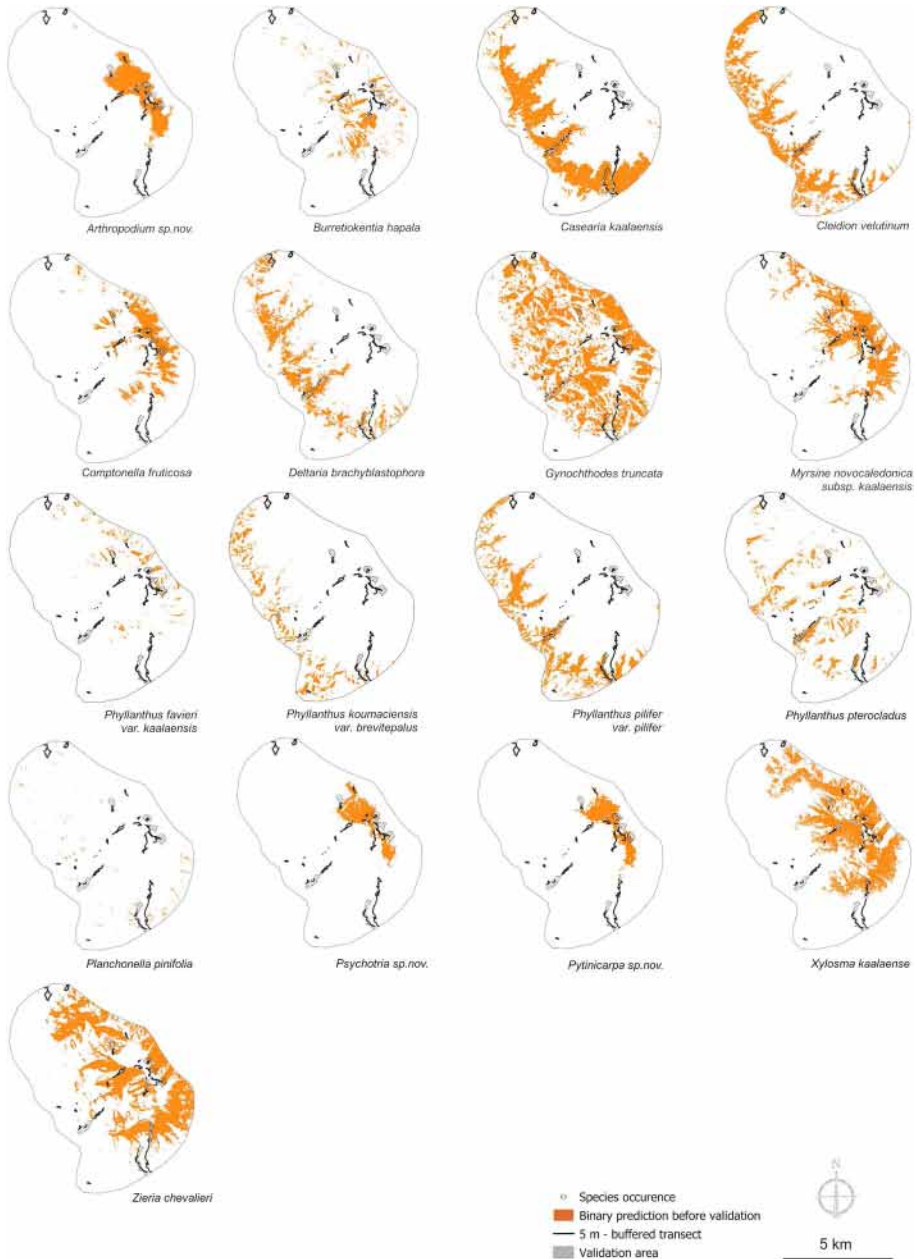 Arthropodium sp.nov.
Burretiokentia hapala
Casearia kaalaensis
Cleidion velutinum
Comptonella fruticosa
Deltaria brachyblastophora
Gynochthodes truncata
Myrsine novocaledonica
subsp. kaalaensis
Phyllanthus favieri
var. kaalaensis
Phyllanthus koumaciensis
var. brevitepalus
Phyllanthus pilifer
var. pilifer
Phyllanthus pterocladus
Planchonella pinifolia
Psychotria sp.nov.
Pytinicarpa sp.nov.
Xylosma kaalaense
Zieria chevalieri
N
Species occurence
Binary prediction before validation
5 m - buffered transect
Validation area
5 km